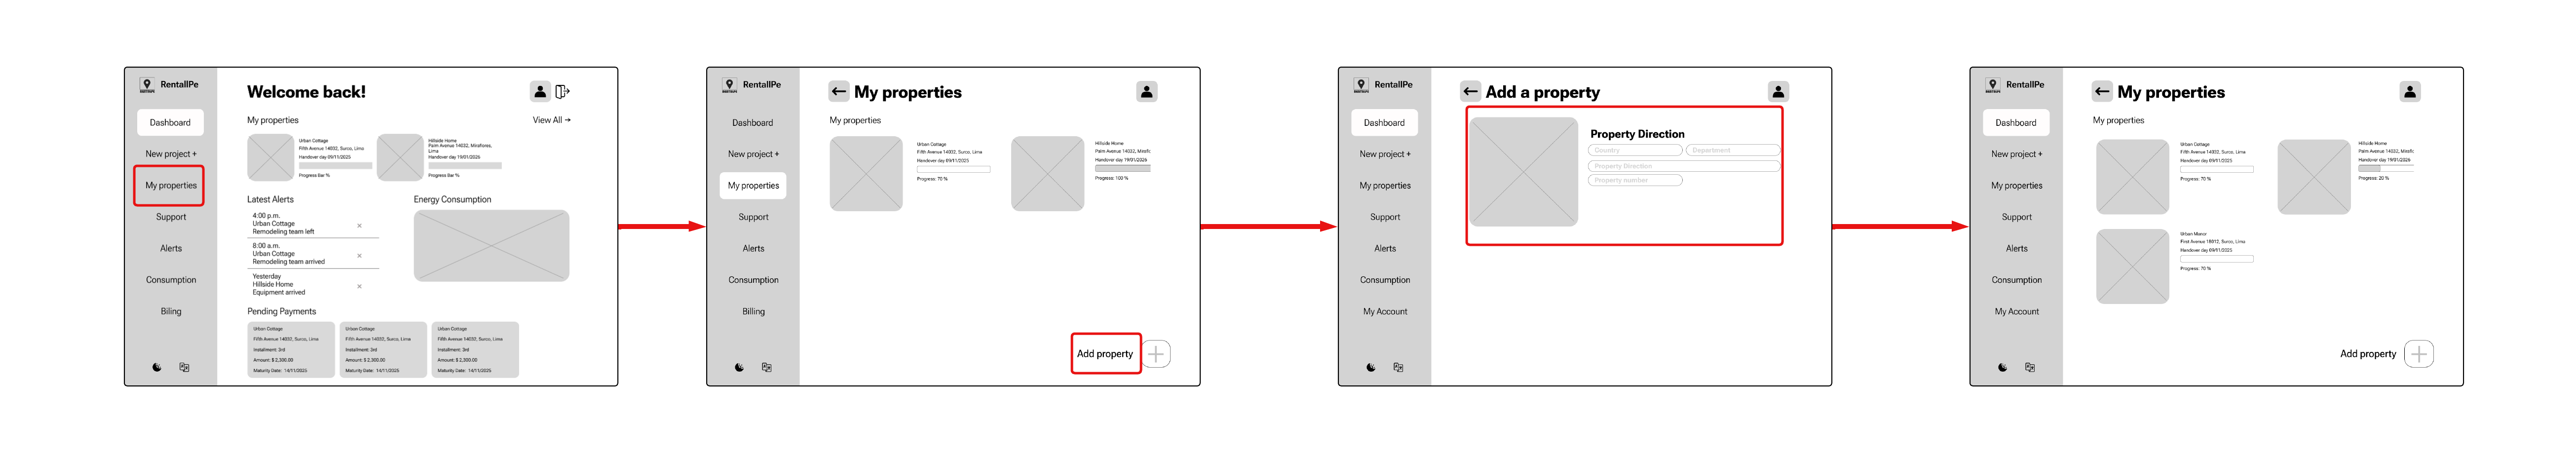 RentallPe
Dashboard
New project +
My properties
Support
Alerts
Consumption
Biling
Welcome back!
My properties
View All →
Urban Cottage
Fifth Avenue 14032, Surco, Lima
Handover day 09/11/2025
Progress Bar %
Hillside Home
Palm Avenue 14032, Miraflores,
Lima
Handover day 19/01/2026
Progress Bar %
Latest Alerts
4:00 p.m.
Urban Cottage
Remodeling team left
8:00 a.m.
Urban Cottage
Remodeling team arrived
Yesterday
Hillside Home
Equipment arrived
Energy Consumption
Pending Payments
Urban Cottage
Fifth Avenue 14032, Surco, Lima
Installment: 3rd
Amount: $ 2,300.00
Maturity Date: 14/11/2025
Urban Cottage
Fifth Avenue 14032, Surco, Lima
Installment: 3rd
Amount: $ 2,300.00
Maturity Date: 14/11/2025
Urban Cottage
Fifth Avenue 14032, Surco, Lima
Installment: 3rd
Amount: $ 2,300.00
Maturity Date: 14/11/2025
RentallPe
Dashboard
New project +
My properties
Support
Alerts
Consumption
Billing
← My properties
My properties
Urban Cottage
Fifth Avenue 14032, Surco, Lima
Handover day 09/11/2025
Progress: 70 %
Hillside Home
Palm Avenue 14032, Miraflc
Handover day 19/01/2026
Progress: 100 %
Add property
RentallPe
Dashboard
New project +
My properties
Support
Alerts
Consumption
My Account
← Add a property
Property Direction
Country
Department
Property Direction
Property number
RentallPe
Dashboard
New project +
My properties
Support
Alerts
Consumption
My Account
← My properties
My properties
Urban Cottage
Fifth Avenue 14032, Surco, Lima
Handover day 09/11/2025
Progress: 70 %
Hillside Home
Palm Avenue 14032, Miraflc
Handover day 19/01/2026
Progress: 20 %
Urban Manor
First Avenue 18812, Surco, Lima
Handover day 09/11/2025
Progress: 70 %
Add property